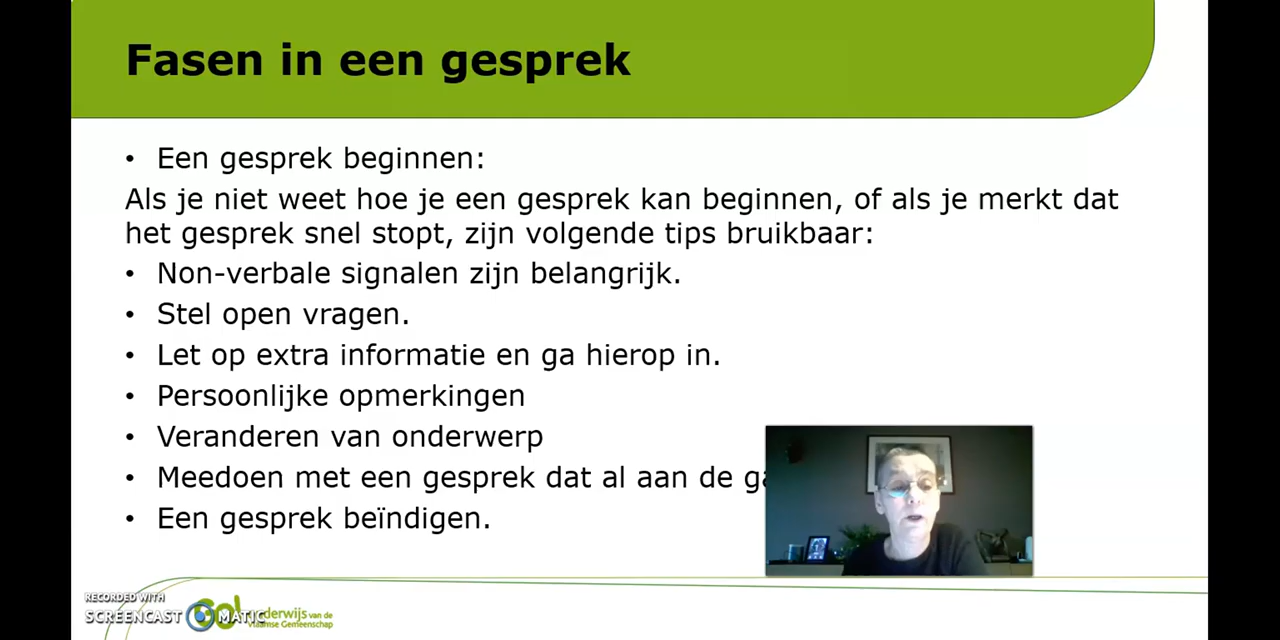 Fasen in een gesprek
• Een gesprek beginnen:
Als je niet weet hoe je een gesprek kan beginnen, of als je merkt dat
het gesprek snel stopt, zijn volgende tips bruikbaar:
• Non-verbale signalen zijn belangrijk.
• Stel open vragen.
• Let op extra informatie en ga hierop in.
• Persoonlijke opmerkingen
• Veranderen van onderwerp
• Meedoen met een gesprek dat al aan de
• Een gesprek beïndigen.
RECORDED WITH
SCREENCAST MATIC
van de
Vlaamse Gemeenschap